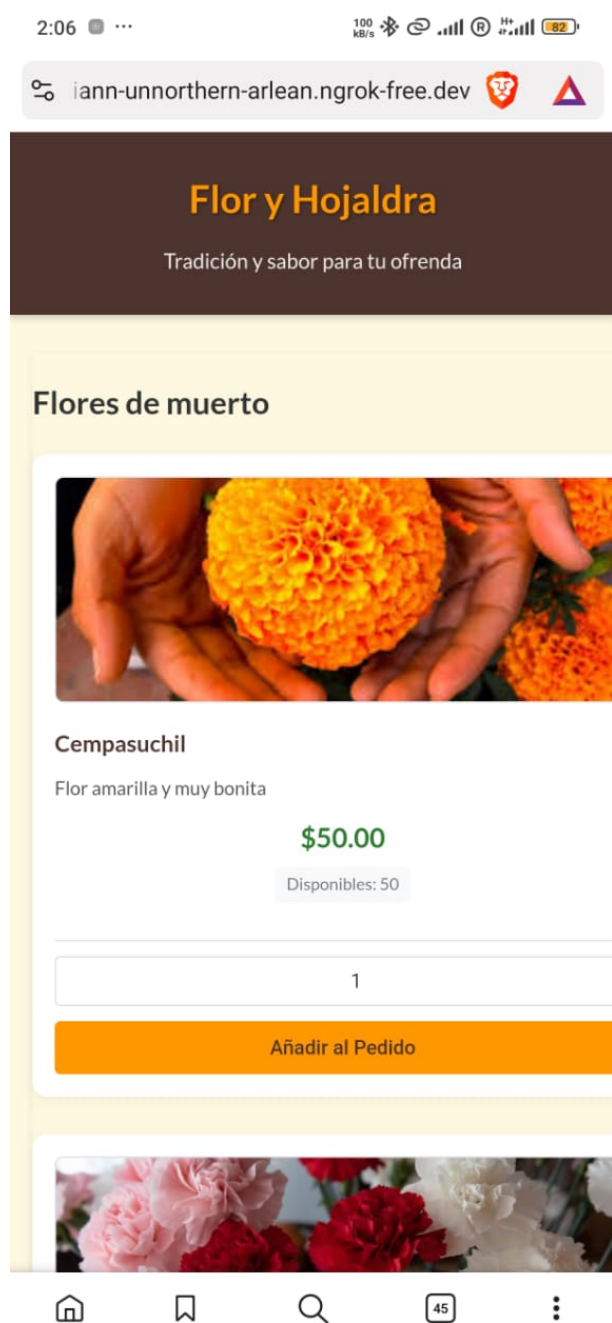 2:06 ... 100 KB/s R H+ 82
iann-unnorthern-arlean.ngrok-free.dev
Flor y Hojaldra
Tradición y sabor para tu ofrenda
Flores de muerto
Cempasuchil
Flor amarilla y muy bonita
$50.00
Disponibles: 50
1
Añadir al Pedido
45